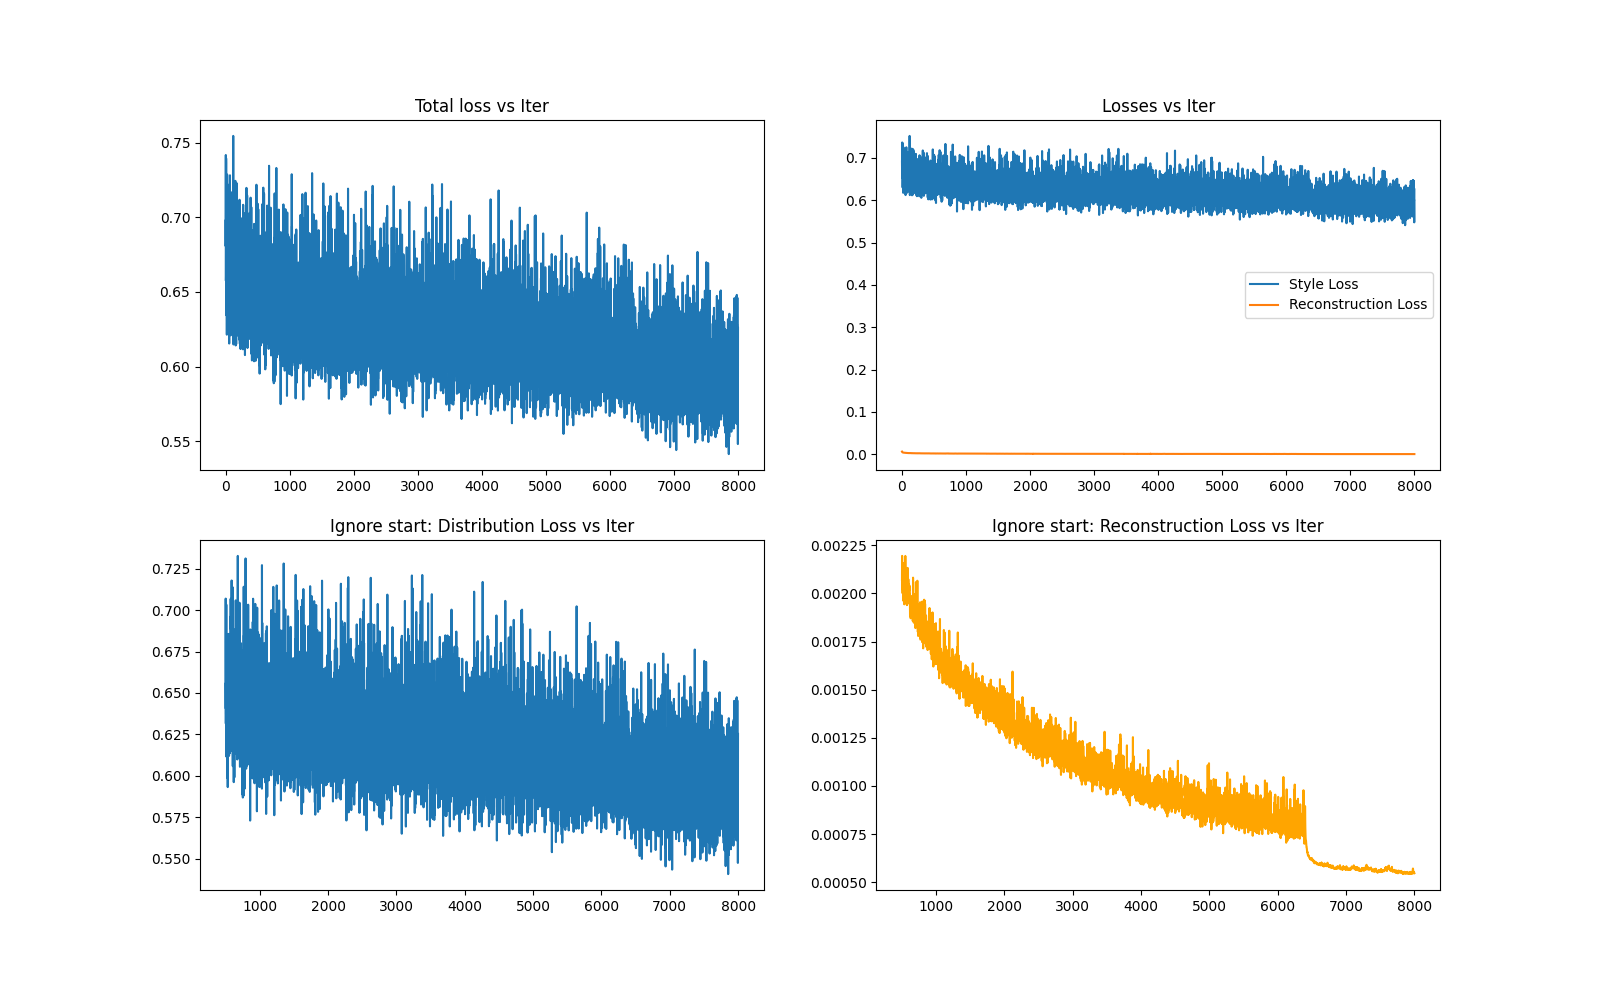 Total loss vs Iter
0.75
0.70
0.65
0.60
0.55
0 1000 2000 3000 4000 5000 6000 7000 8000
Losses vs Iter
0.7
0.6
0.5
0.4
0.3
0.2
0.1
0.0
Style Loss
Reconstruction Loss
0 1000 2000 3000 4000 5000 6000 7000 8000
Ignore start: Distribution Loss vs Iter
0.725
0.700
0.675
0.650
0.625
0.600
0.575
0.550
1000 2000 3000 4000 5000 6000 7000 8000
Ignore start: Reconstruction Loss vs Iter
0.00225
0.00200
0.00175
0.00150
0.00125
0.00100
0.00075
0.00050
1000 2000 3000 4000 5000 6000 7000 8000